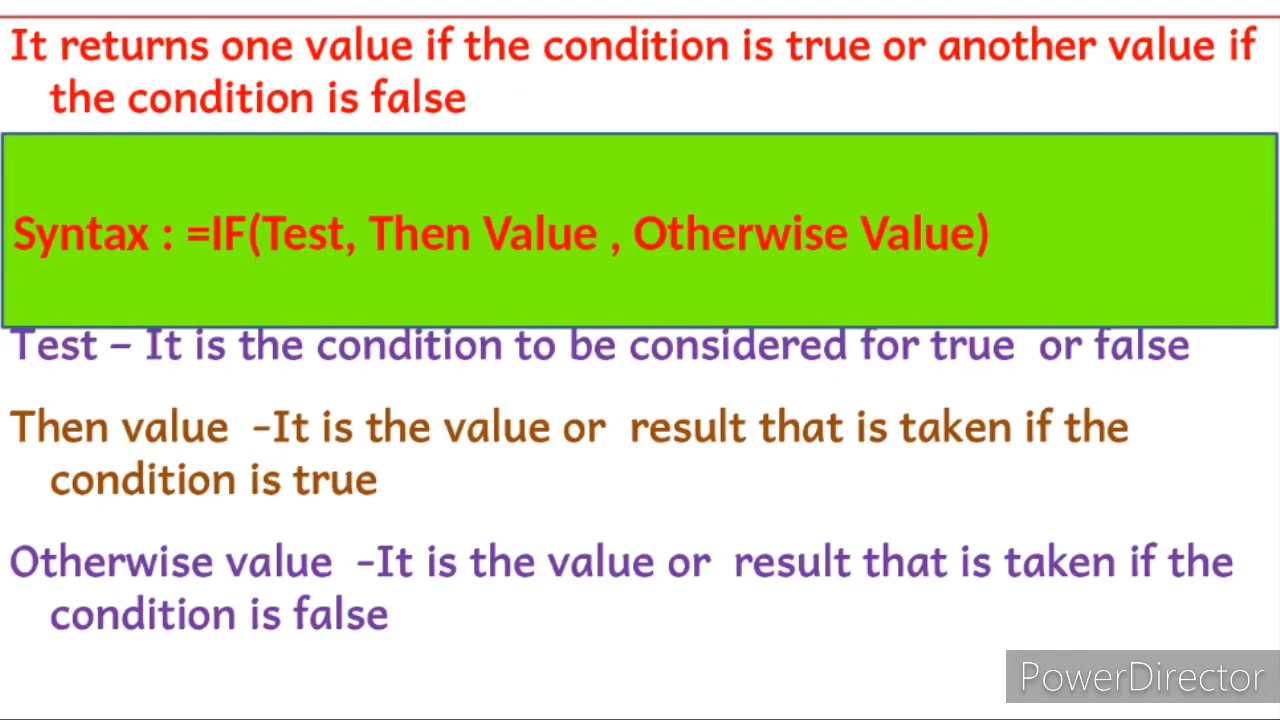 It returns one value if the condition is true or another value if
the condition is false
Syntax : =IF(Test, Then Value , Otherwise Value)
Test – It is the condition to be considered for true or false
Then value -It is the value or result that is taken if the
condition is true
Otherwise value -It is the value or result that is taken if the
condition is false
PowerDirector